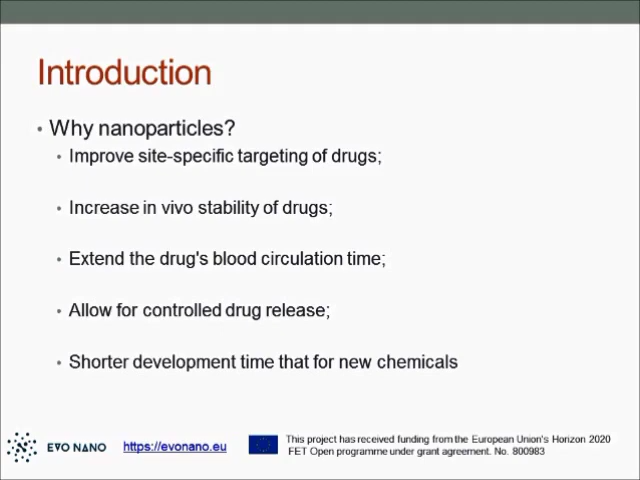 Introduction
• Why nanoparticles?
• Improve site-specific targeting of drugs;
• Increase in vivo stability of drugs;
• Extend the drug's blood circulation time;
• Allow for controlled drug release;
• Shorter development time that for new chemicals
EVO NANO
https://evonano.eu
This project has received funding from the European Union's Horizon 2020
FET Open programme under grant agreement. No. 800983